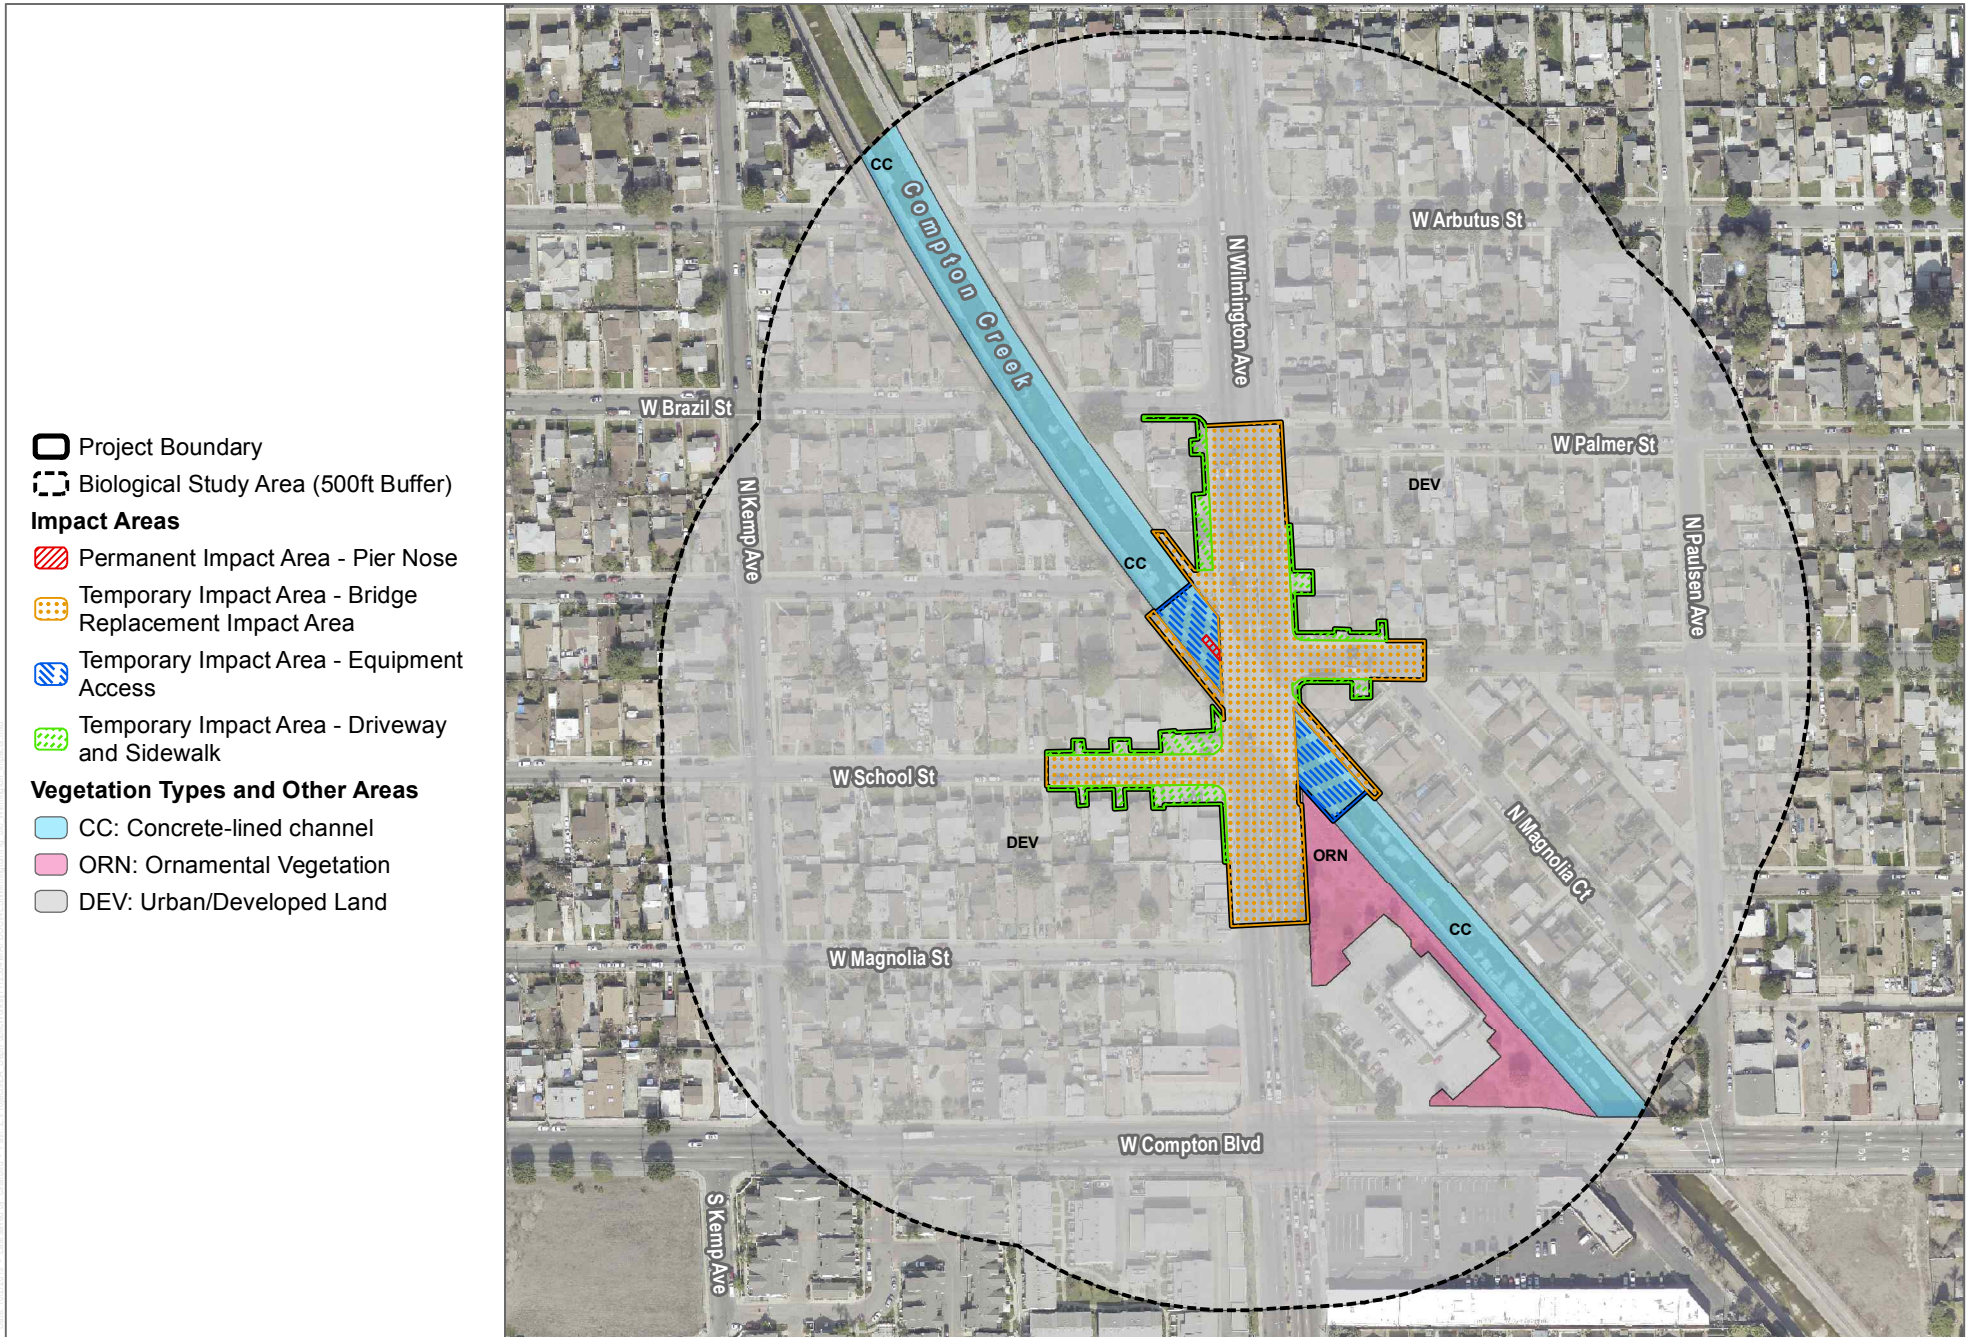 Project Boundary
Biological Study Area (500ft Buffer)
Impact Areas
Permanent Impact Area - Pier Nose
Temporary Impact Area - Bridge
Replacement Impact Area
Temporary Impact Area - Equipment
Access
Temporary Impact Area - Driveway
and Sidewalk
Vegetation Types and Other Areas
CC: Concrete-lined channel
ORN: Ornamental Vegetation
DEV: Urban/Developed Land
CC
Compton Creek
W Arbutus St
N Wilmington Ave
W Brazil St
W Palmer St
DEV
N Kemp Ave
N Paulsen Ave
CC
W School St
N Magnolia Ct
DEV
ORN
CC
W Magnolia St
W Compton Blvd
S Kemp Ave